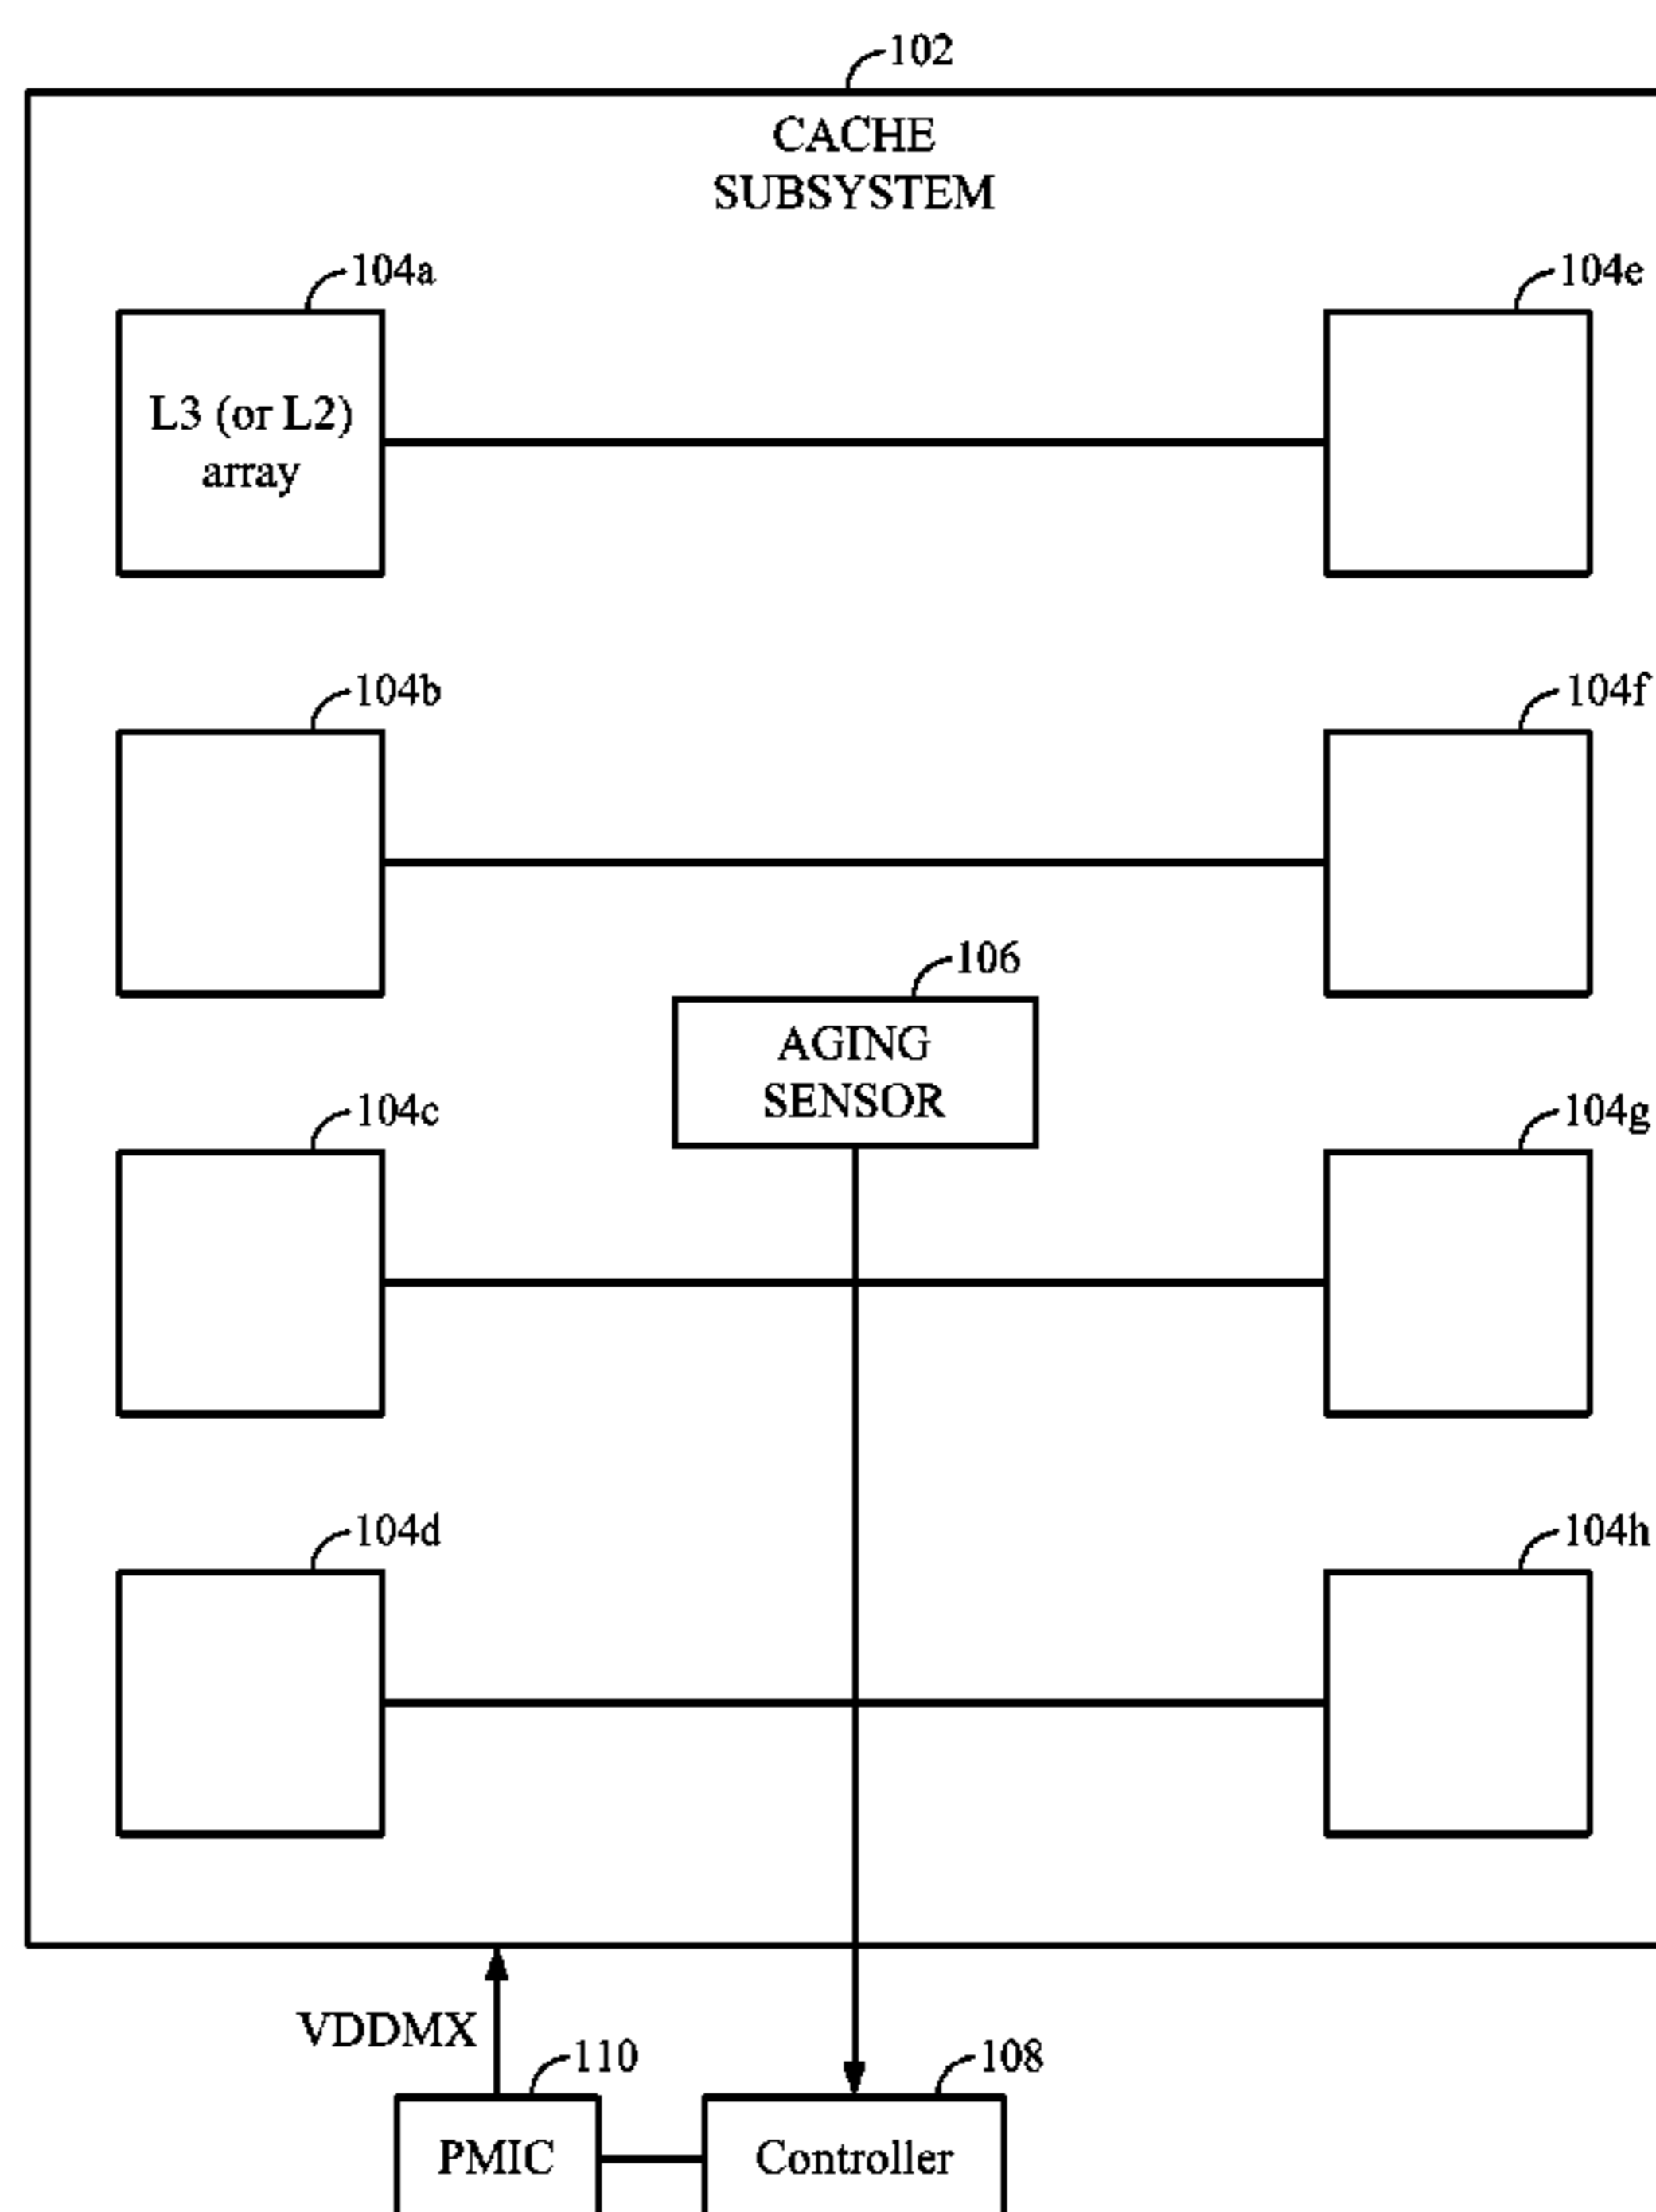 102
CACHE
SUBSYSTEM
104a
104e
L3 (or L2)
array
104b
104f
106
AGING
SENSOR
104c
104g
104d
104h
VDDMX
110
108
PMIC
Controller